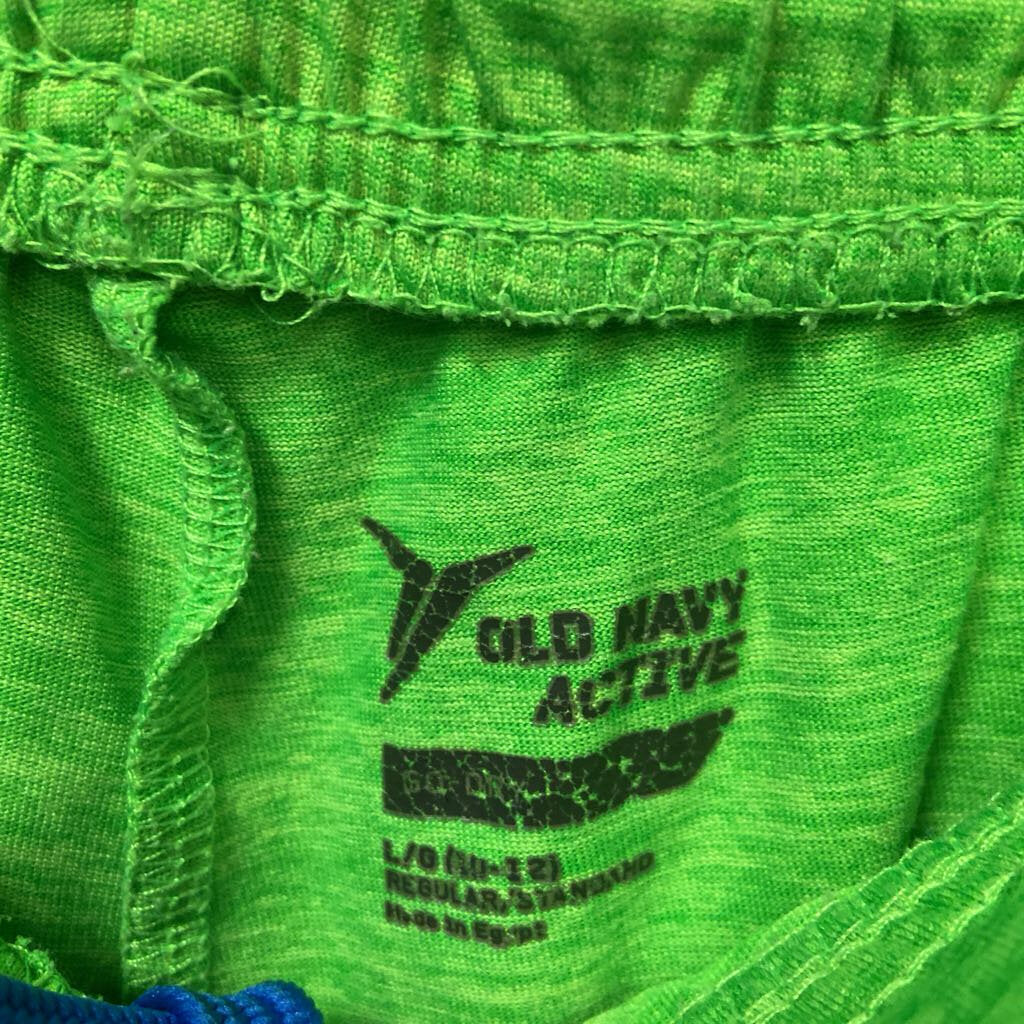 OLD NAVY
ACTIVE
GO DRY
L/G (10-12)
REGULAR/STANDARD
Made in Egypt